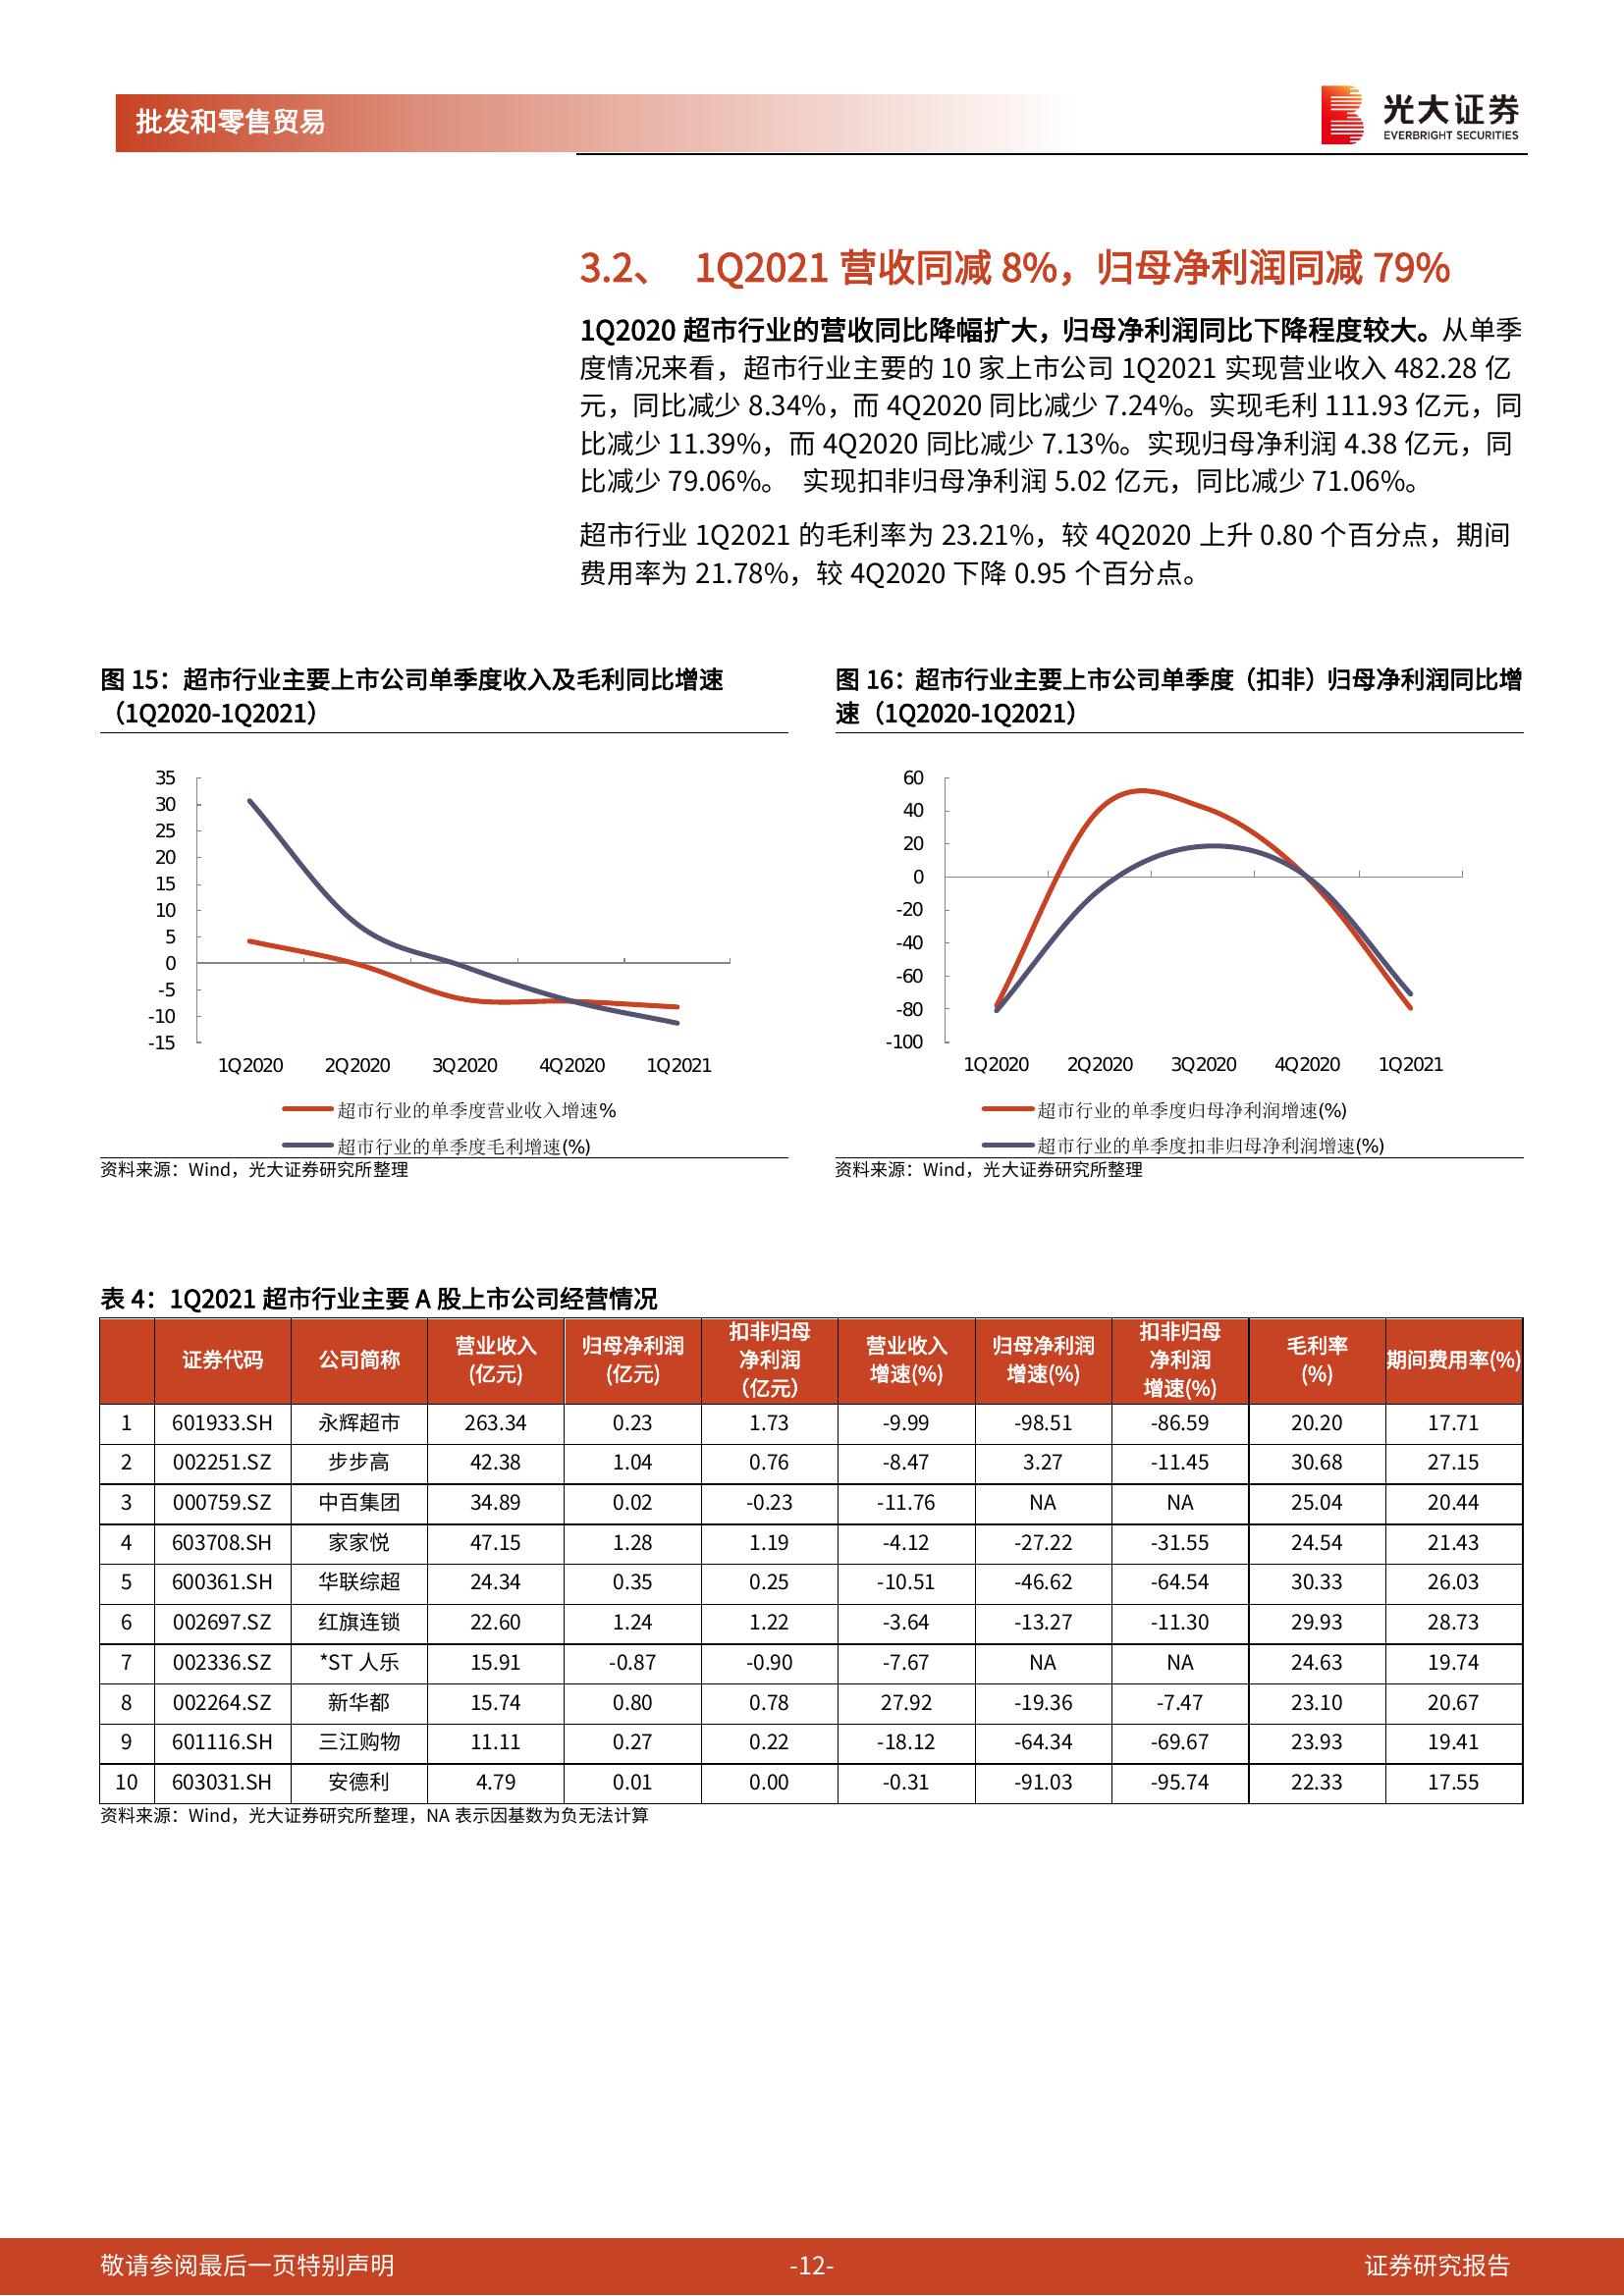 批发和零售贸易
光大证券
EVERBRIGHT SECURITIES
3.2、 1Q2021 营收同减 8%，归母净利润同减 79%
1Q2020 超市行业的营收同比降幅扩大，归母净利润同比下降程度较大。从单季
度情况来看，超市行业主要的 10 家上市公司 1Q2021 实现营业收入 482.28 亿
元，同比减少 8.34%，而 4Q2020 同比减少 7.24%。实现毛利 111.93 亿元，同
比减少 11.39%，而 4Q2020 同比减少 7.13%。实现归母净利润 4.38 亿元，同
比减少 79.06%。 实现扣非归母净利润 5.02 亿元，同比减少 71.06%。
超市行业 1Q2021 的毛利率为 23.21%，较 4Q2020 上升 0.80 个百分点，期间
费用率为 21.78%，较 4Q2020 下降 0.95 个百分点。
图 15：超市行业主要上市公司单季度收入及毛利同比增速
（1Q2020-1Q2021）
35
30
25
20
15
10
5
0
-5
-10
-15
1Q2020 2Q2020 3Q2020 4Q2020 1Q2021
超市行业的单季度营业收入增速%
超市行业的单季度毛利增速(%)
资料来源：Wind，光大证券研究所整理
图 16：超市行业主要上市公司单季度（扣非）归母净利润同比增
速（1Q2020-1Q2021）
60
40
20
0
-20
-40
-60
-80
-100
1Q2020 2Q2020 3Q2020 4Q2020 1Q2021
超市行业的单季度归母净利润增速(%)
超市行业的单季度扣非归母净利润增速(%)
资料来源：Wind，光大证券研究所整理
表 4：1Q2021 超市行业主要 A 股上市公司经营情况
证券代码 公司简称 营业收入(亿元) 归母净利润(亿元) 扣非归母净利润（亿元） 营业收入增速(%) 归母净利润增速(%) 扣非归母净利润增速(%) 毛利率(%) 期间费用率(%)
1 601933.SH 永辉超市 263.34 0.23 1.73 -9.99 -98.51 -86.59 20.20 17.71
2 002251.SZ 步步高 42.38 1.04 0.76 -8.47 3.27 -11.45 30.68 27.15
3 000759.SZ 中百集团 34.89 0.02 -0.23 -11.76 NA NA 25.04 20.44
4 603708.SH 家家悦 47.15 1.28 1.19 -4.12 -27.22 -31.55 24.54 21.43
5 600361.SH 华联综超 24.34 0.35 0.25 -10.51 -46.62 -64.54 30.33 26.03
6 002697.SZ 红旗连锁 22.60 1.24 1.22 -3.64 -13.27 -11.30 29.93 28.73
7 002336.SZ *ST 人乐 15.91 -0.87 -0.90 -7.67 NA NA 24.63 19.74
8 002264.SZ 新华都 15.74 0.80 0.78 27.92 -19.36 -7.47 23.10 20.67
9 601116.SH 三江购物 11.11 0.27 0.22 -18.12 -64.34 -69.67 23.93 19.41
10 603031.SH 安德利 4.79 0.01 0.00 -0.31 -91.03 -95.74 22.33 17.55
资料来源：Wind，光大证券研究所整理，NA 表示因基数为负无法计算
敬请参阅最后一页特别声明 -12- 证券研究报告